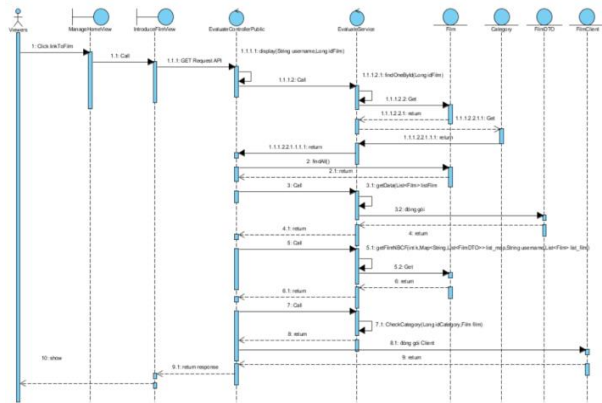 Viewers
ManageHomeView
IntroduceFilmView
EvaluateControllerPublic
EvaluateService
Film
Category
FilmDTO
FilmClient
1: Click linkToFilm
1.1: Call
1.1.1: GET Request API
1.1.1.1: display(String username,Long idFilm)
1.1.1.2: Call
1.1.1.2.1: findOneById(Long idFilm)
1.1.1.2.2: Get
1.1.1.2.2.1: return
1.1.1.2.2.1.1: Get
1.1.1.2.2.1.1.1: return
1.1.1.2.2.1.1.1.1: return
2: findAll()
2.1: return
3: Call
3.1: getData(List<Film> listFilm
3.2: đóng gói
4: return
4.1: return
5: Call
5.1: getFilmNBCF(int k,Map<String,List<FilmDTO>> list_map,String username,List<Film> list_film)
5.2: Get
6: return
6.1: return
7: Call
7.1: CheckCategory(Long idCategory,Film film)
8: return
8.1: đóng gói Client
9: return
9.1: return response
10: show